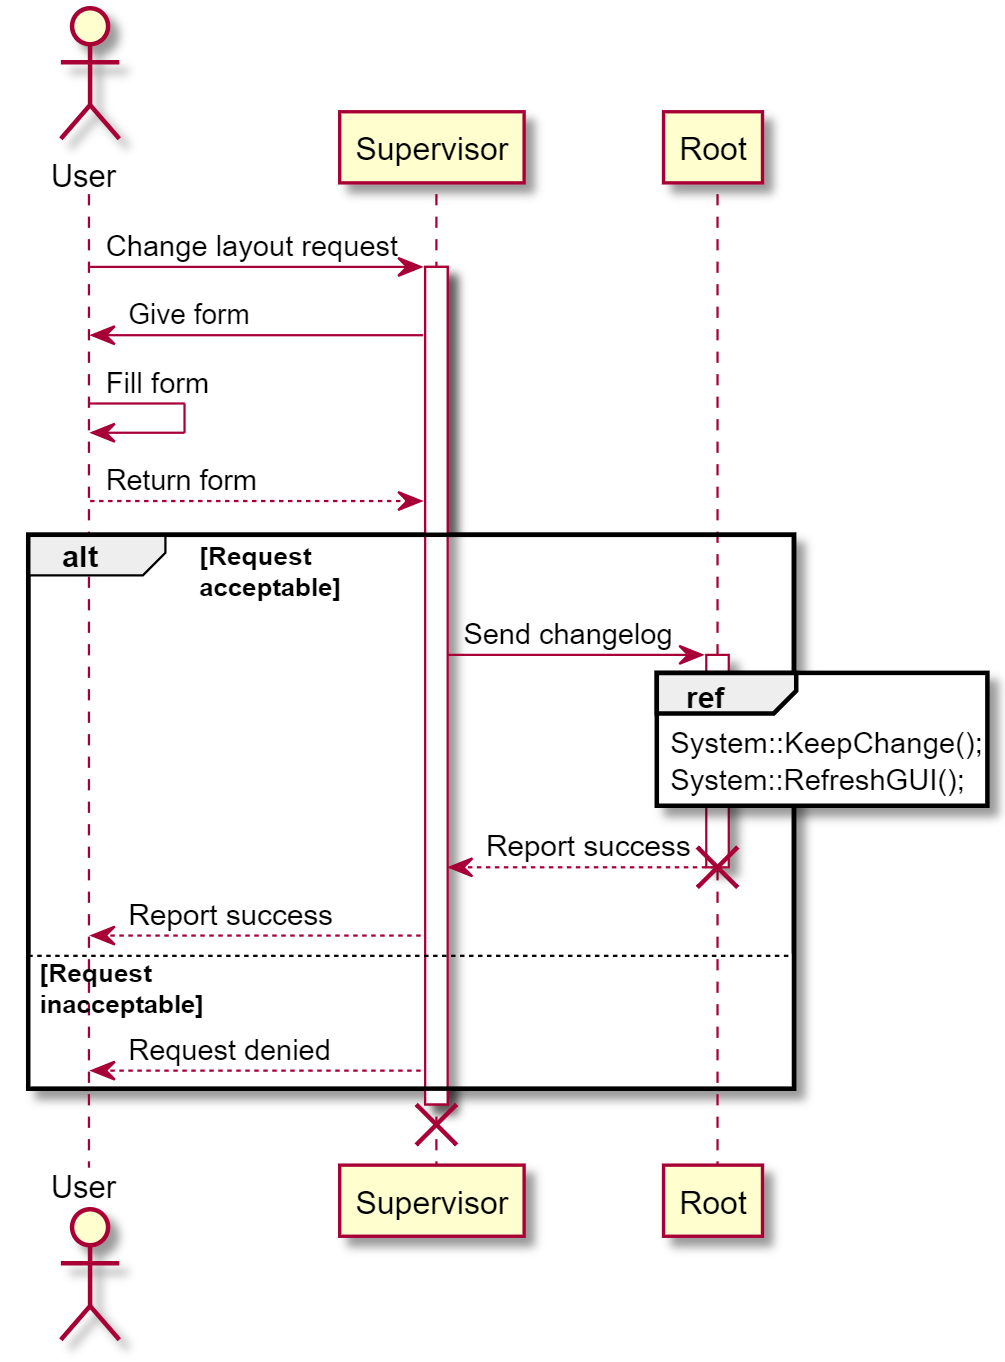 User
Supervisor
Root
Change layout request
Give form
Fill form
Return form
alt
[Request
acceptable]
Send changelog
ref
System::KeepChange();
System::RefreshGUI();
Report success
Report success
[Request
inacceptable]
Request denied
User
Supervisor
Root